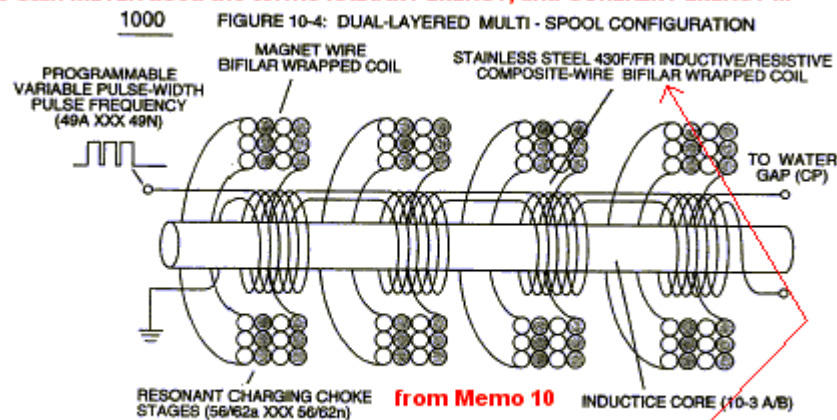 1000
FIGURE 10-4: DUAL-LAYERED MULTI - SPOOL CONFIGURATION
MAGNET WIRE
BIFILAR WRAPPED COIL
STAINLESS STEEL 430F/FR INDUCTIVE/RESISTIVE
COMPOSITE-WIRE BIFILAR WRAPPED COIL
PROGRAMMABLE
VARIABLE PULSE-WIDTH
PULSE FREQUENCY
(49A XXX 49N)
TO WATER
GAP (CP)
RESONANT CHARGING CHOKE
STAGES (56/62a XXX 56/62n)
from Memo 10
INDUCTICE CORE (10-3 A/B)